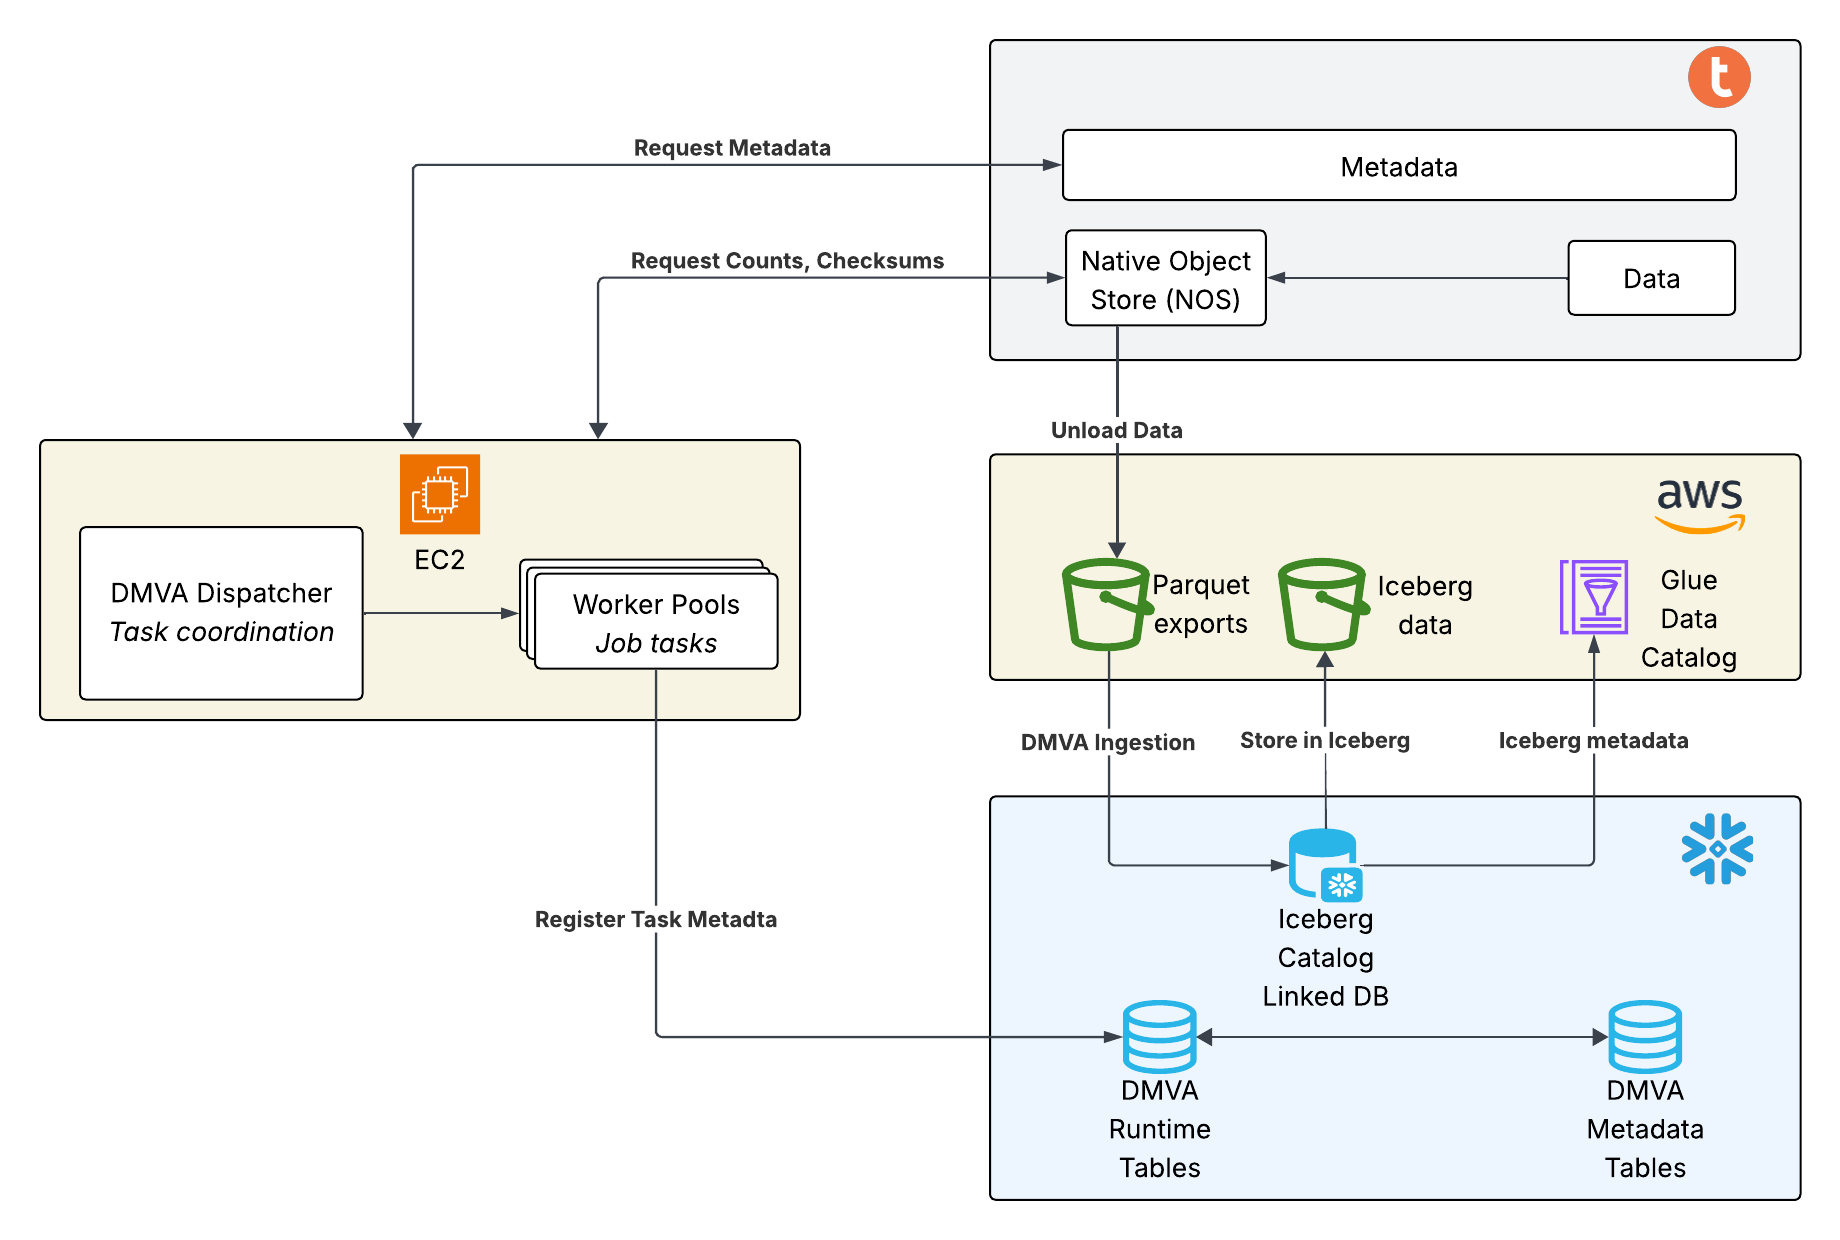 t
Request Metadata
Metadata
Request Counts, Checksums
Native Object
Store (NOS)
Data
Unload Data
aws
EC2
DMVA Dispatcher
Task coordination
Worker Pools
Job tasks
Parquet
exports
Iceberg
data
Glue
Data
Catalog
DMVA Ingestion
Store in Iceberg
Iceberg metadata
Register Task Metadta
Iceberg
Catalog
Linked DB
DMVA
Runtime
Tables
DMVA
Metadata
Tables